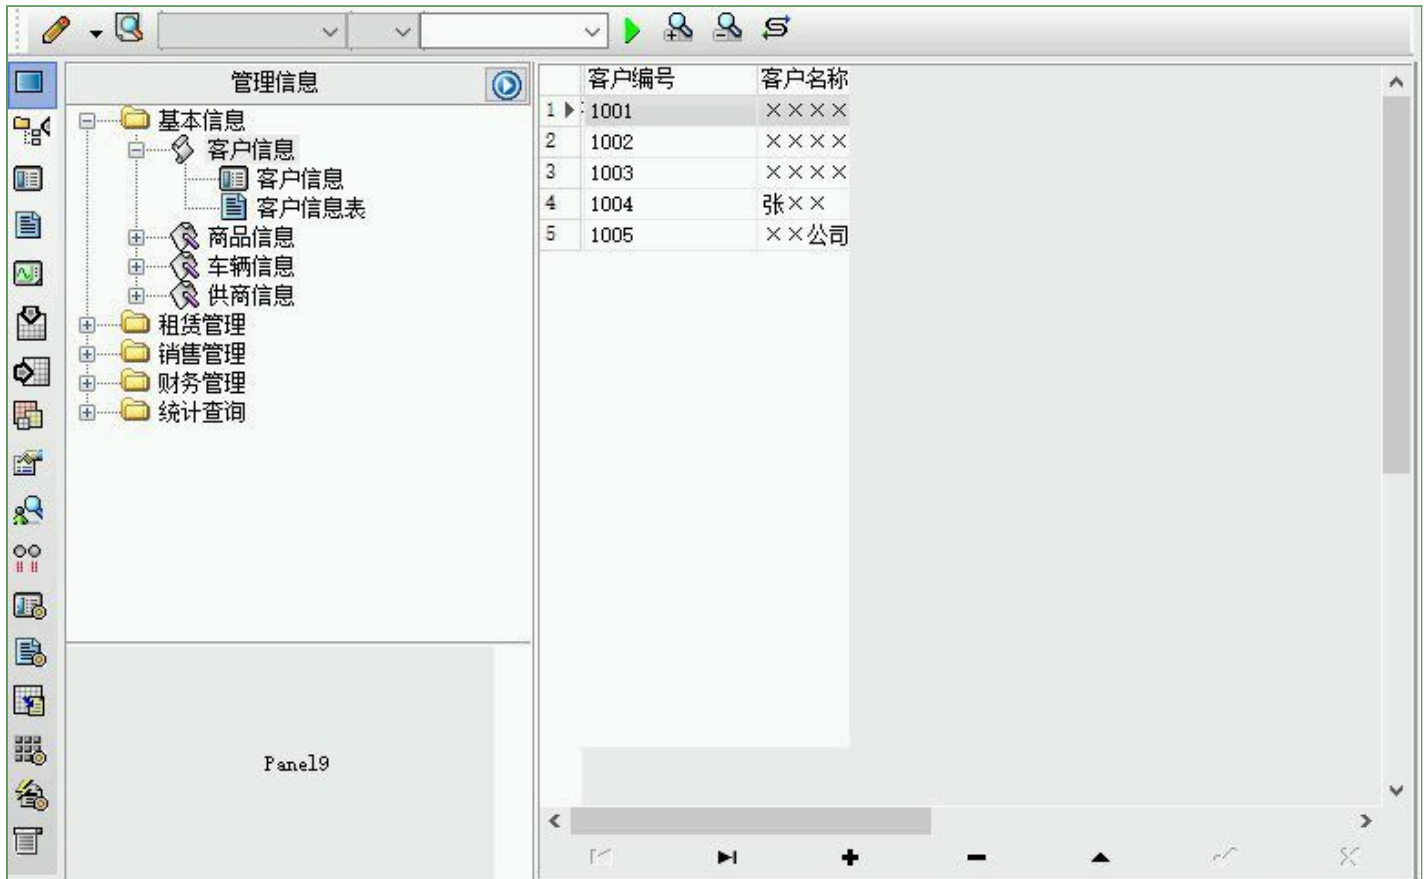 管理信息
基本信息
客户信息
客户信息
客户信息表
商品信息
车辆信息
供商信息
租赁管理
销售管理
财务管理
统计查询
Panel9
客户编号 客户名称
1 1001 ××××
2 1002 ××××
3 1003 ××××
4 1004 张××
5 1005 ××公司